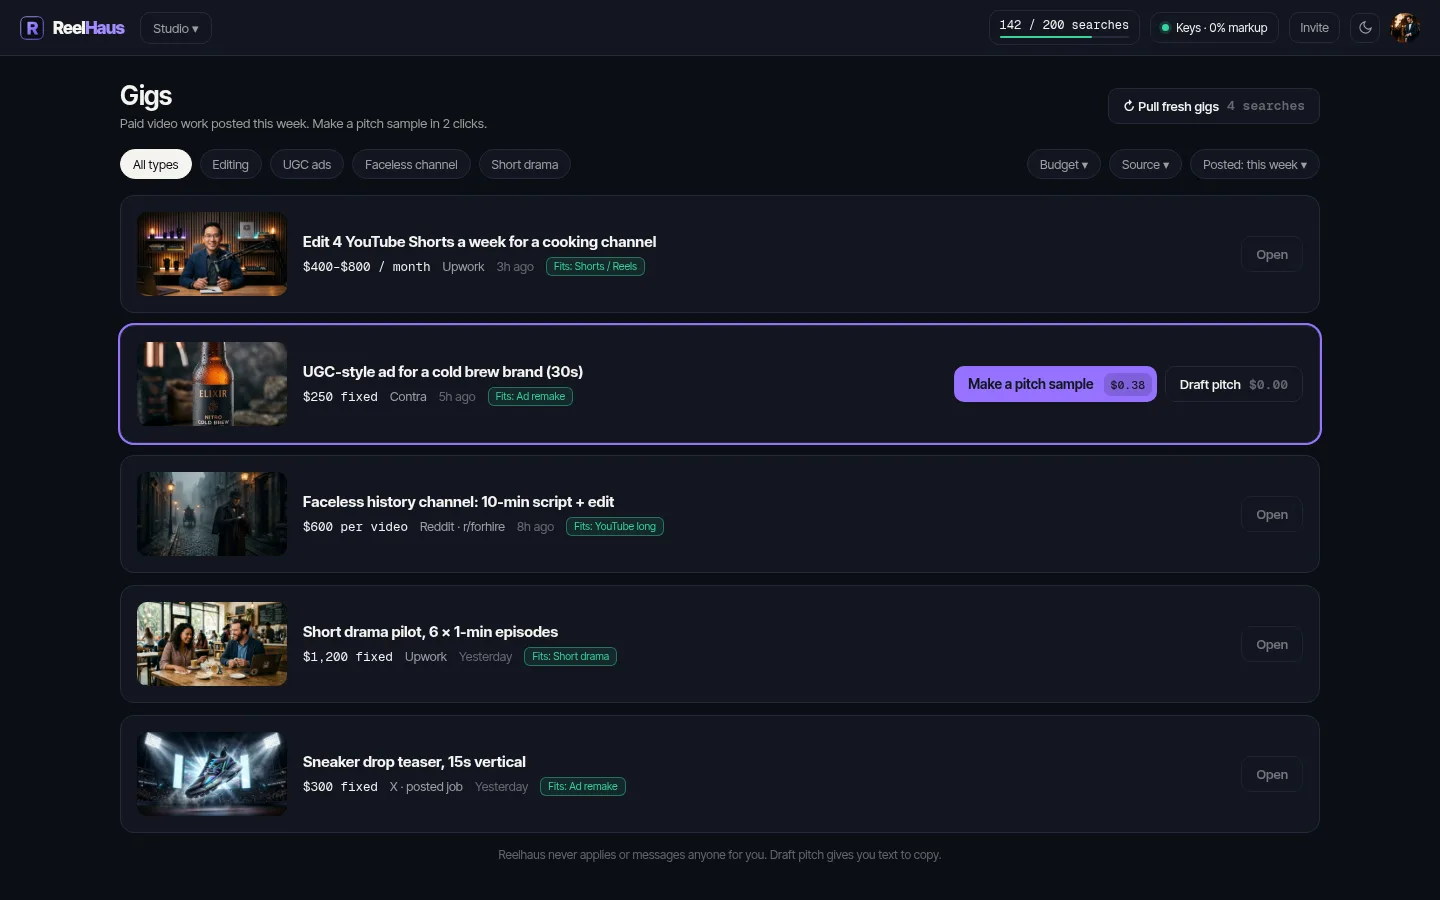 R ReelHaus
Studio ▾
142 / 200 searches
Keys · 0% markup
Invite
Gigs
Paid video work posted this week. Make a pitch sample in 2 clicks.
↻ Pull fresh gigs 4 searches
All types
Editing
UGC ads
Faceless channel
Short drama
Budget ▾
Source ▾
Posted: this week ▾
Edit 4 YouTube Shorts a week for a cooking channel
$400–$800 / month Upwork 3h ago Fits: Shorts / Reels
Open
ELIXIR
NITRO
COLD BREW
UGC-style ad for a cold brew brand (30s)
$250 fixed Contra 5h ago Fits: Ad remake
Make a pitch sample $0.38
Draft pitch $0.00
Faceless history channel: 10-min script + edit
$600 per video Reddit · r/forhire 8h ago Fits: YouTube long
Open
Short drama pilot, 6 × 1-min episodes
$1,200 fixed Upwork Yesterday Fits: Short drama
Open
Sneaker drop teaser, 15s vertical
$300 fixed X · posted job Yesterday Fits: Ad remake
Open
Reelhaus never applies or messages anyone for you. Draft pitch gives you text to copy.